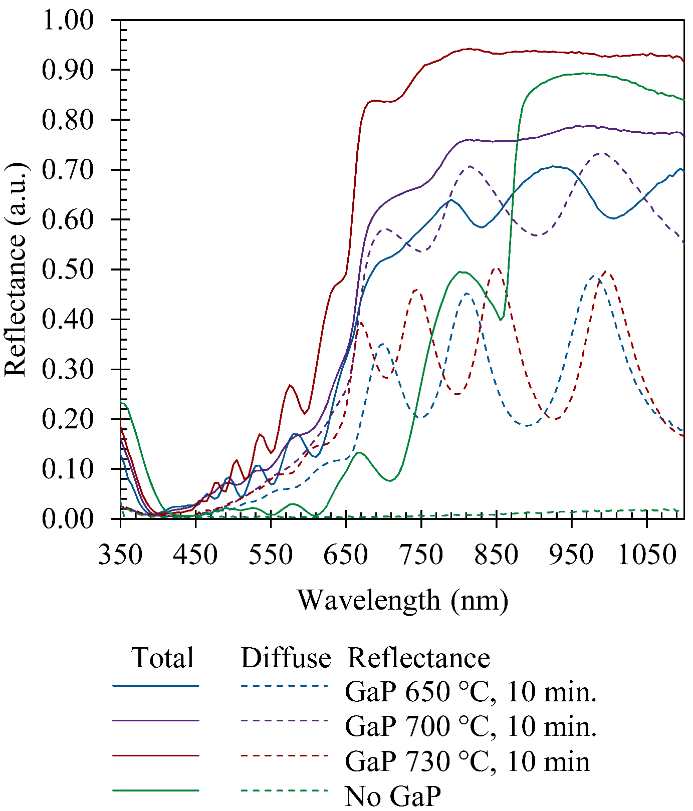 1.00
0.90
0.80
0.70
0.60
0.50
0.40
0.30
0.20
0.10
0.00
Reflectance (a.u.)
350 450 550 650 750 850 950 1050
Wavelength (nm)
Total Diffuse Reflectance
GaP 650 °C, 10 min.
GaP 700 °C, 10 min.
GaP 730 °C, 10 min
No GaP